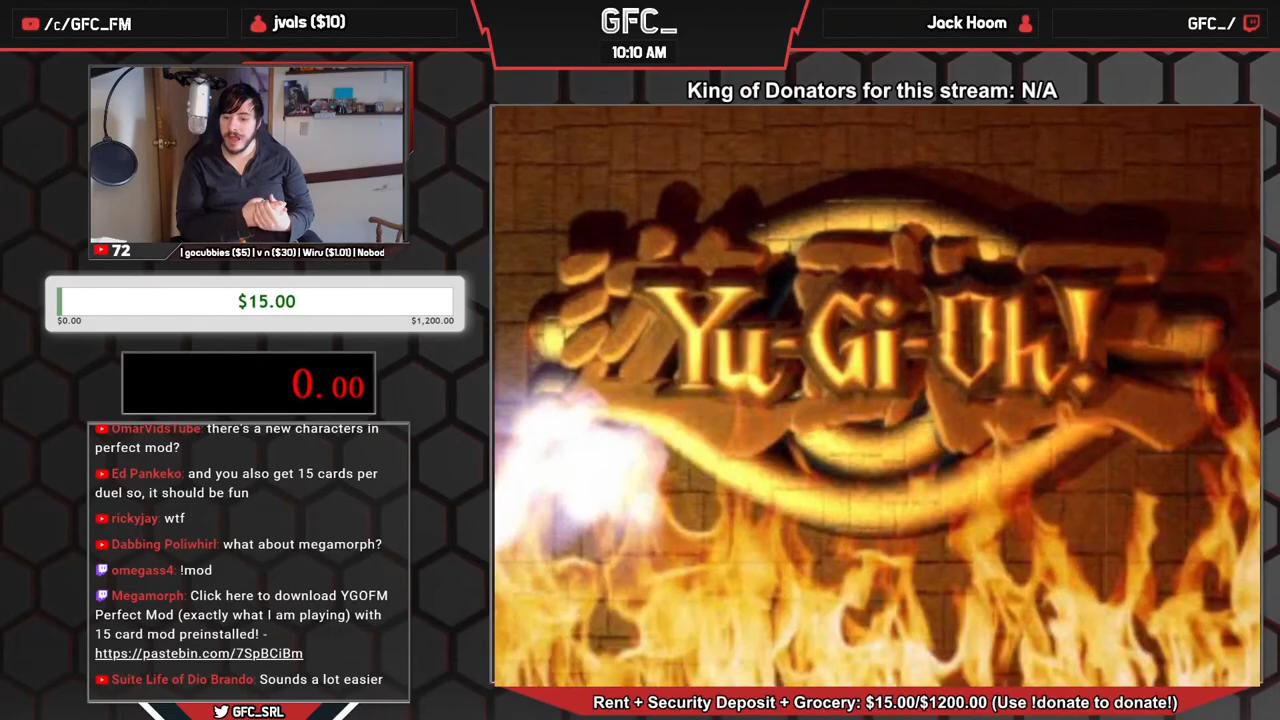 /c/GFC_FM
jvals ($10)
GFC_
10:10 AM
Jack Hoom
GFC_/
King of Donators for this stream: N/A
72
| gocubbies ($5) | v n ($30) | Wiru ($1.01) | Nobod
$15.00
$0.00
$1,200.00
0.00
OmarVidsTube: there's a new characters in
perfect mod?
Ed Pankeko: and you also get 15 cards per
duel so, it should be fun
rickyjay: wtf
Dabbing Poliwhirl: what about megamorph?
omegass4: !mod
Megamorph: Click here to download YGOFM
Perfect Mod (exactly what I am playing) with
15 card mod preinstalled! -
https://pastebin.com/7SpBCiBm
Suite Life of Dio Brando: Sounds a lot easier
GFC_SRL
Yu-Gi-Oh!
Rent + Security Deposit + Grocery: $15.00/$1200.00 (Use !donate to donate!)